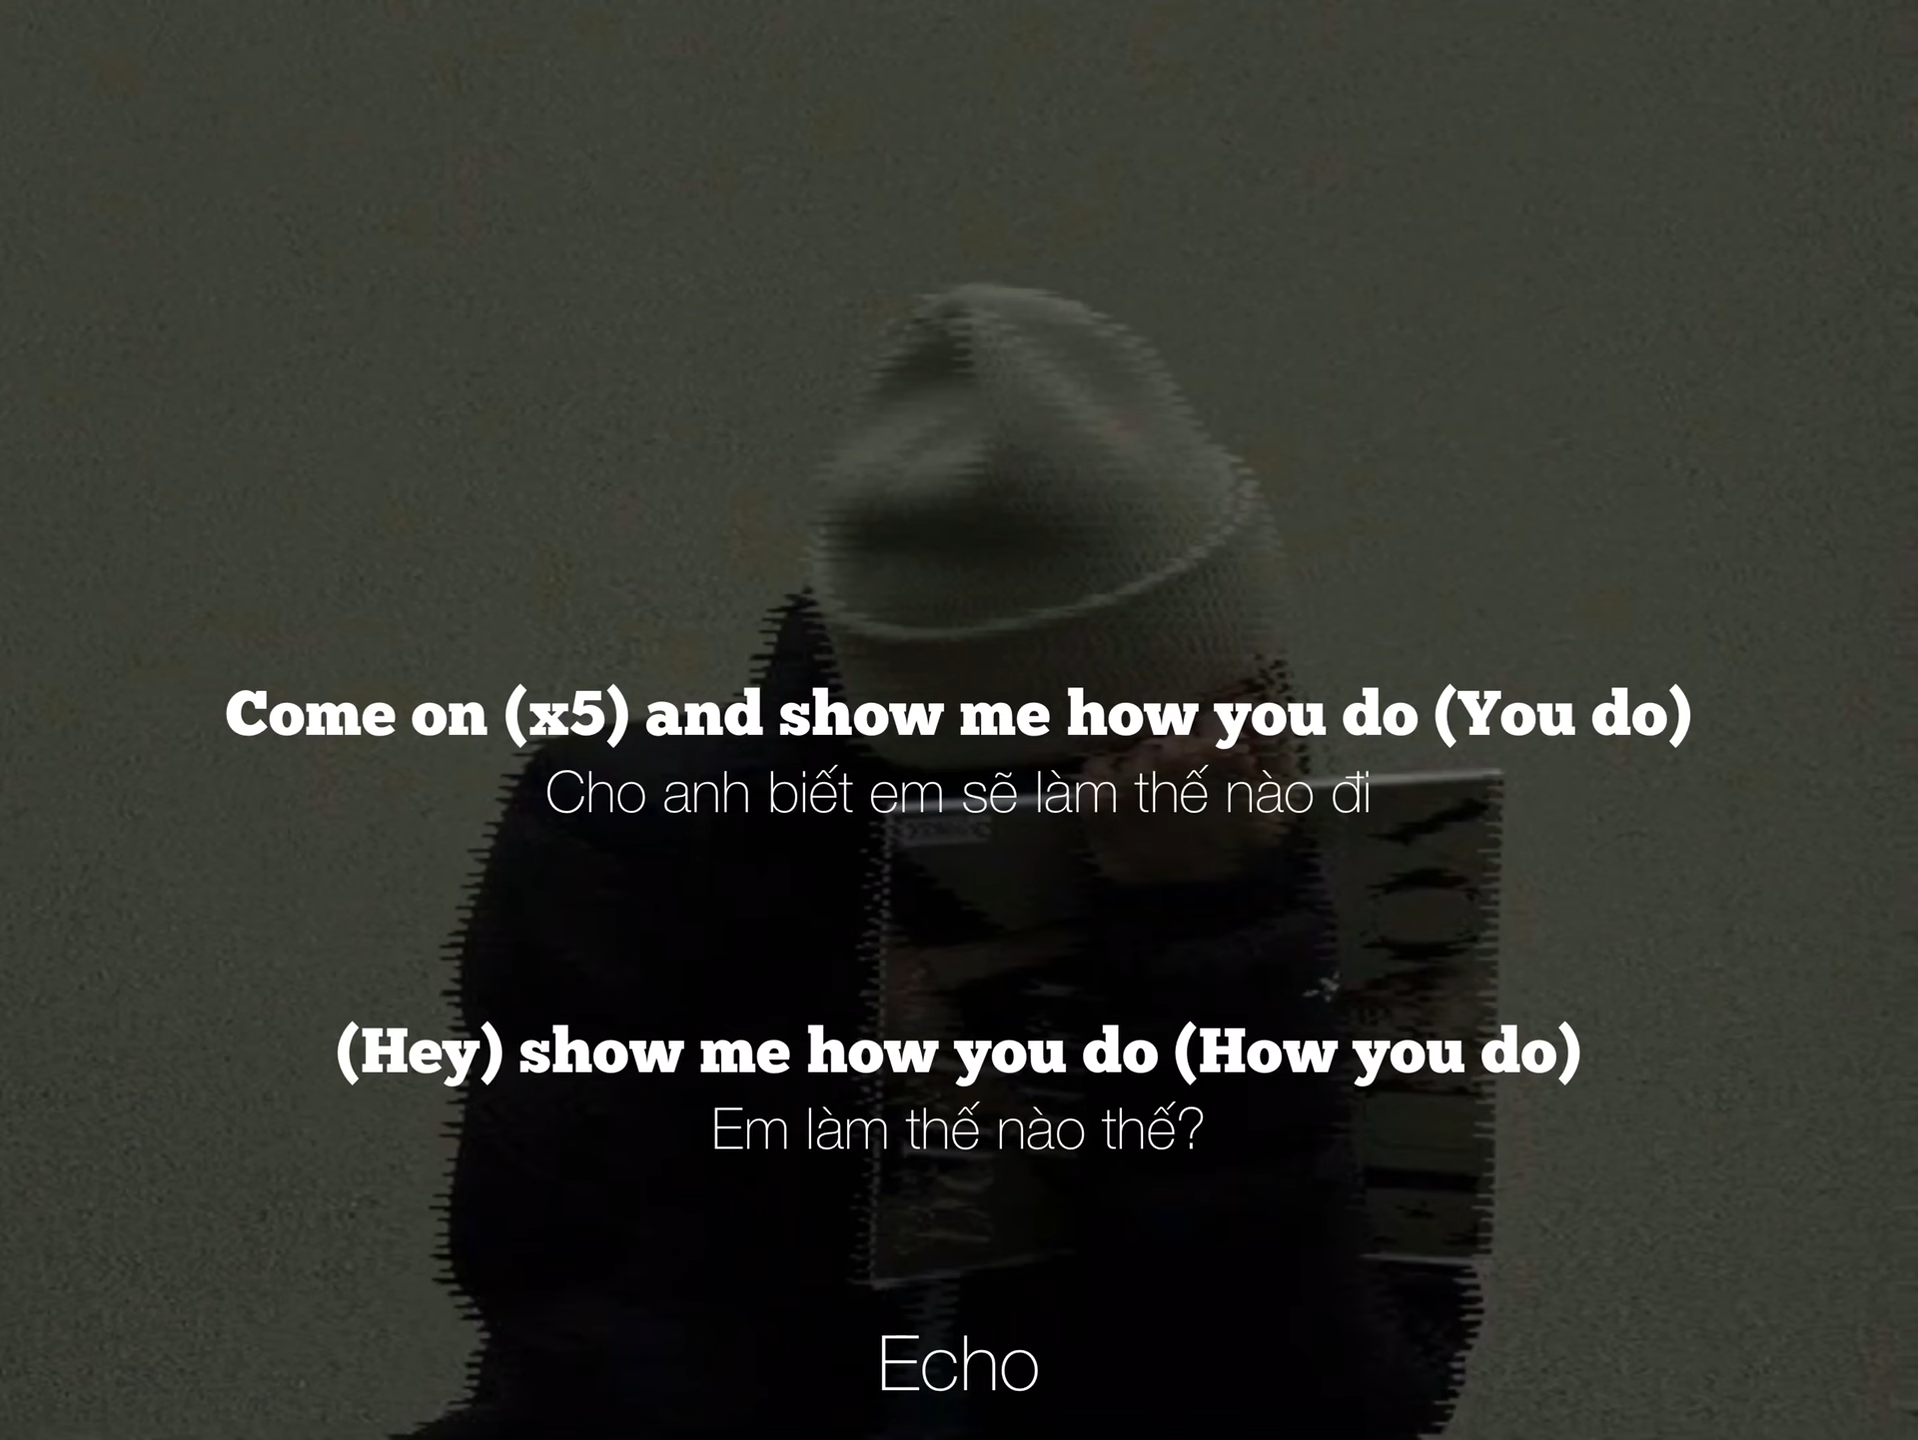 Come on (x5) and show me how you do (You do)
Cho anh biết em sẽ làm thế nào đi
(Hey) show me how you do (How you do)
Em làm thế nào thế?
Echo